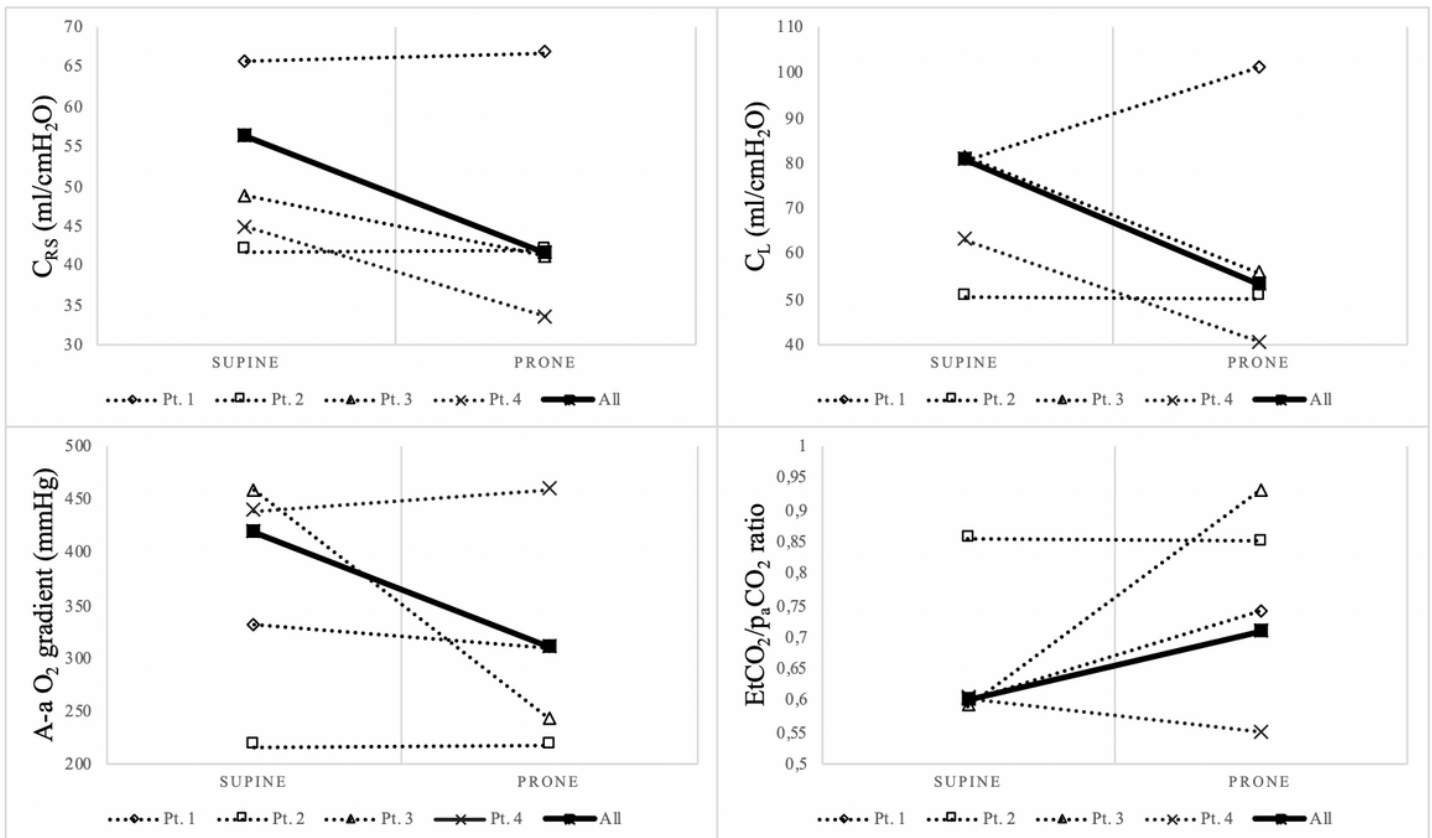 C_RS (ml/cmH₂O)
70
65
60
55
50
45
40
35
30
SUPINE PRONE
Pt. 1 Pt. 2 Pt. 3 Pt. 4 All
C_L (ml/cmH₂O)
110
100
90
80
70
60
50
40
SUPINE PRONE
Pt. 1 Pt. 2 Pt. 3 Pt. 4 All
A-a O₂ gradient (mmHg)
500
450
400
350
300
250
200
SUPINE PRONE
Pt. 1 Pt. 2 Pt. 3 Pt. 4 All
EtCO₂/pₐCO₂ ratio
1
0,95
0,9
0,85
0,8
0,75
0,7
0,65
0,6
0,55
0,5
SUPINE PRONE
Pt. 1 Pt. 2 Pt. 3 Pt. 4 All